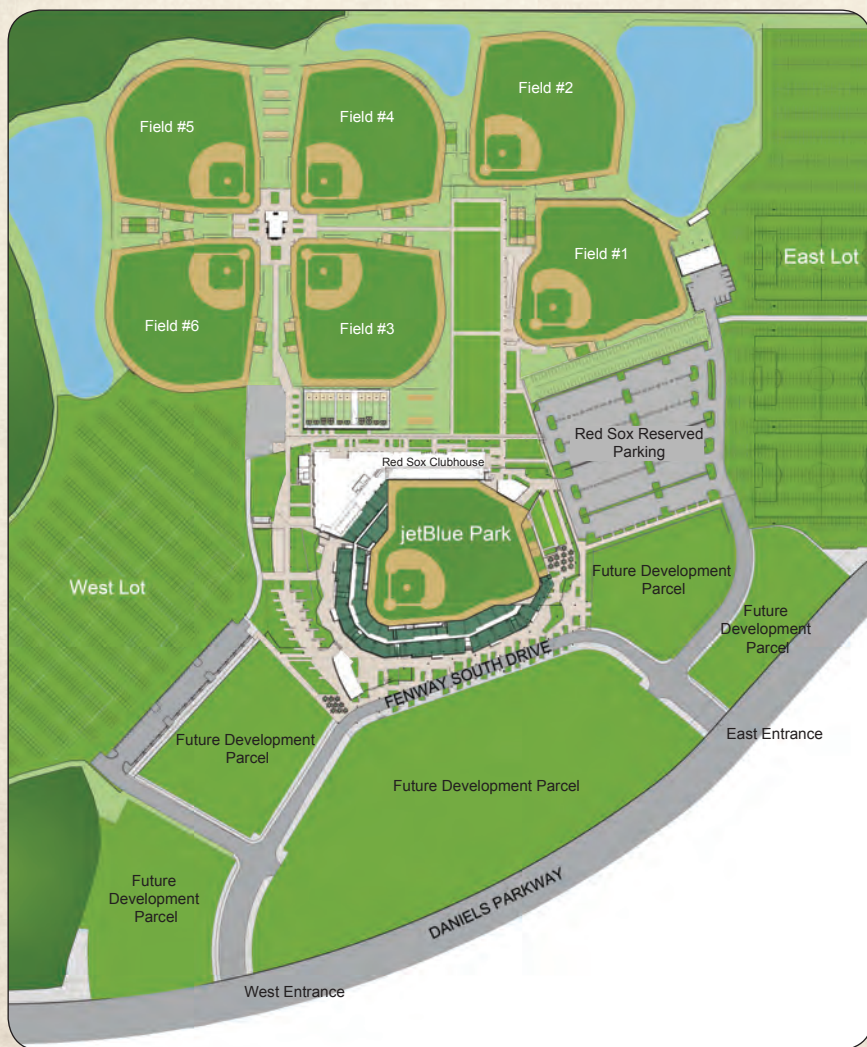 Field #2
Field #5
Field #4
Field #1
East Lot
Field #6
Field #3
Red Sox Reserved
Parking
Red Sox Clubhouse
jetBlue Park
West Lot
Future Development
Parcel
Future
Development
Parcel
FENWAY SOUTH DRIVE
East Entrance
Future Development
Parcel
Future Development Parcel
Future
Development
Parcel
DANIELS PARKWAY
West Entrance